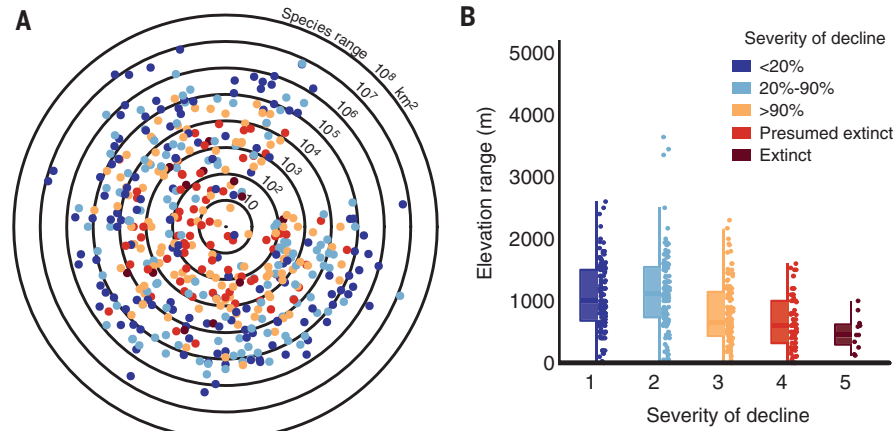 A
Species range
10⁸ km²
10⁷
10⁶
10⁵
10⁴
10³
10²
10
B
Severity of decline
<20%
20%-90%
>90%
Presumed extinct
Extinct
Elevation range (m)
5000
4000
3000
2000
1000
0
1 2 3 4 5
Severity of decline